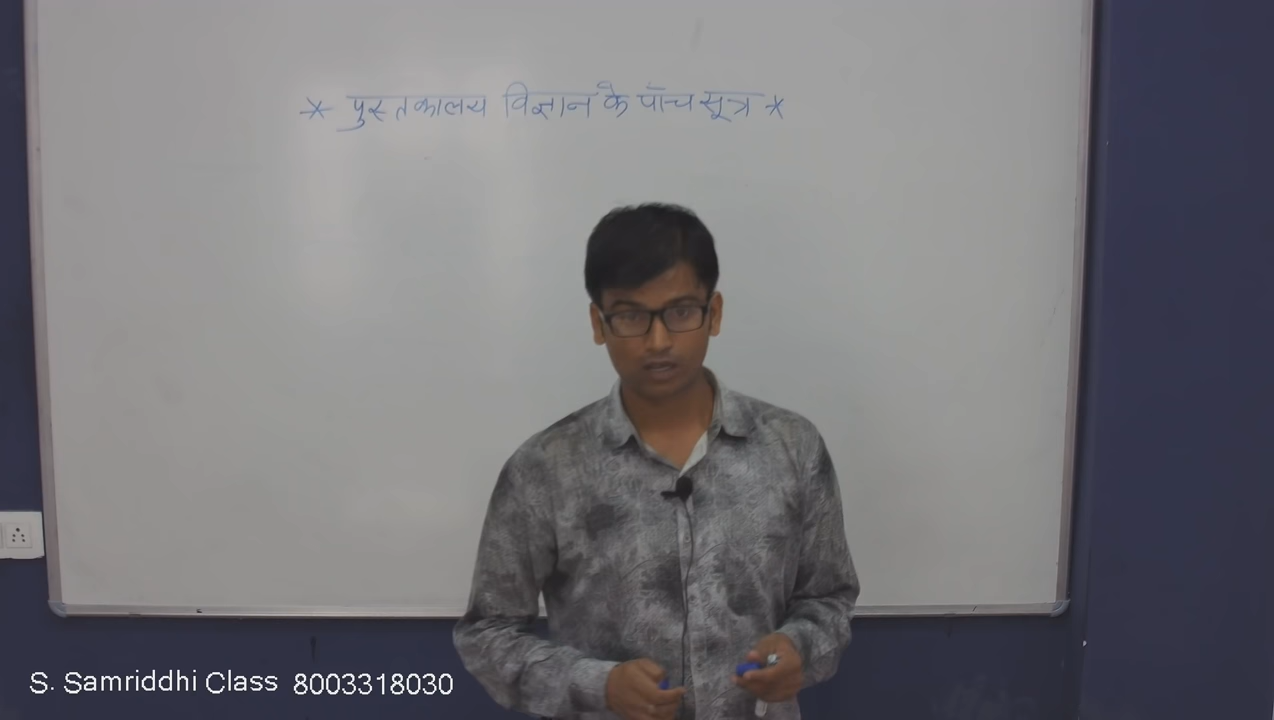 * पुस्तकालय विज्ञान के पाँच सूत्र *
S. Samriddhi Class 8003318030